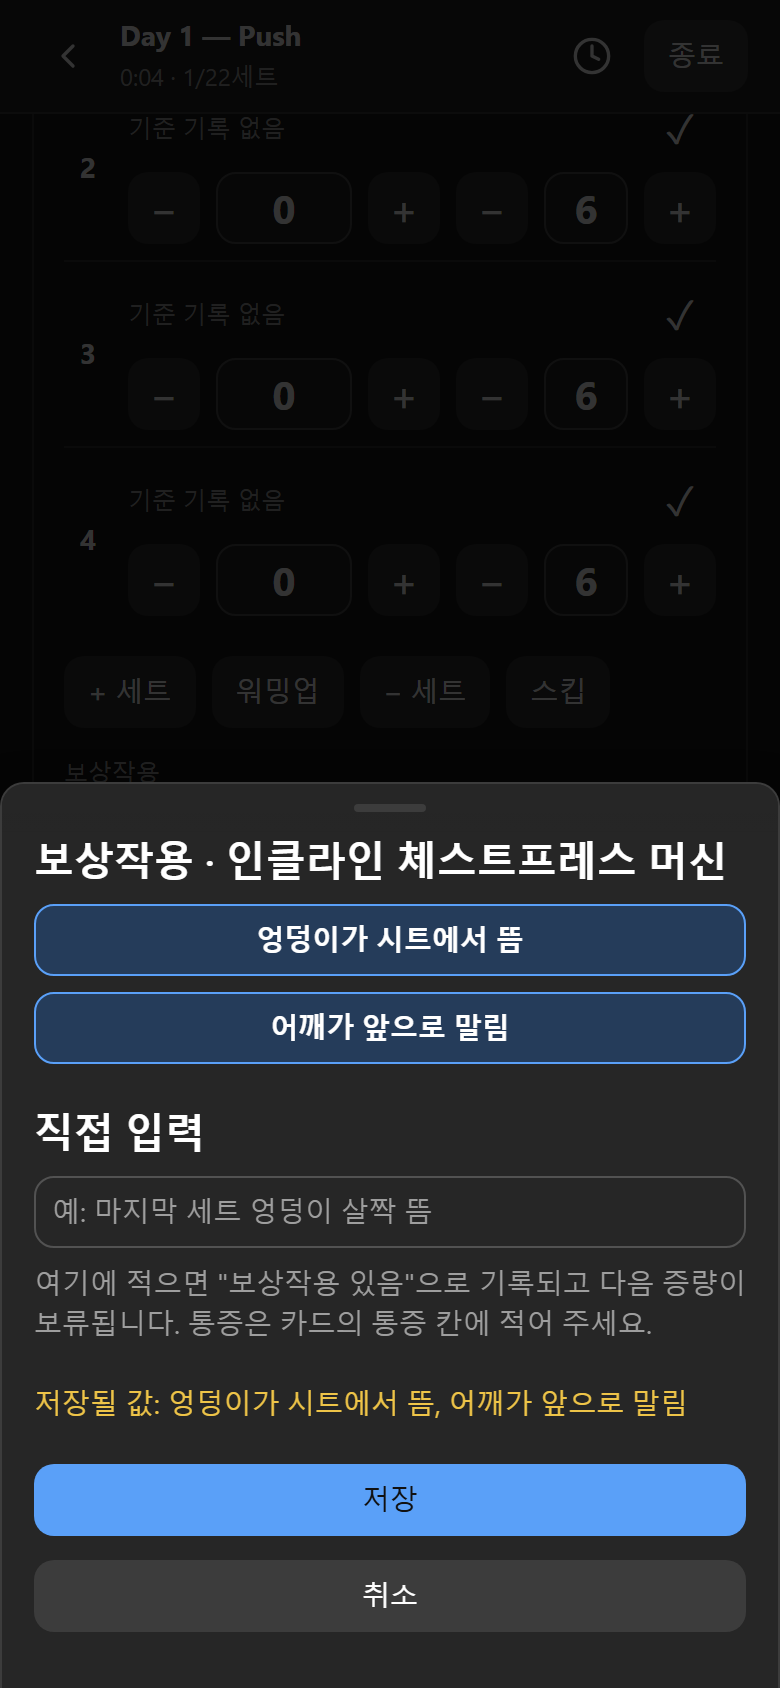 Day 1 — Push
0:04 · 1/22세트
종료
기준 기록 없음
✓
2
− 0 + − 6 +
기준 기록 없음
✓
3
− 0 + − 6 +
기준 기록 없음
✓
4
− 0 + − 6 +
+ 세트 워밍업 − 세트 스킵
보상작용
보상작용 · 인클라인 체스트프레스 머신
엉덩이가 시트에서 뜸
어깨가 앞으로 말림
직접 입력
예: 마지막 세트 엉덩이 살짝 뜸
여기에 적으면 "보상작용 있음"으로 기록되고 다음 증량이
보류됩니다. 통증은 카드의 통증 칸에 적어 주세요.
저장될 값: 엉덩이가 시트에서 뜸, 어깨가 앞으로 말림
저장
취소